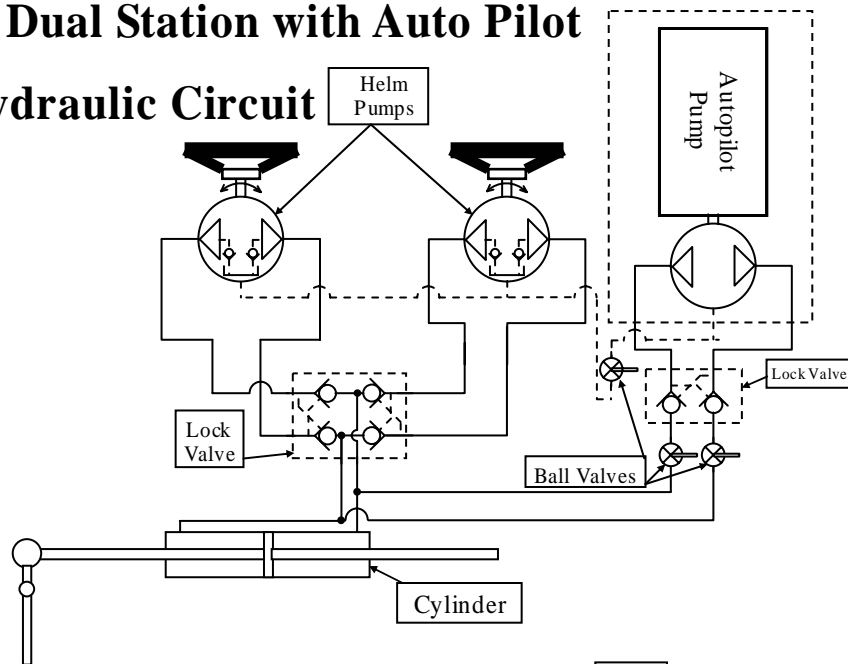 Dual Station with Auto Pilot
ydraulic Circuit
Helm
Pumps
Autopilot
Pump
Lock Valve
Lock
Valve
Ball Valves
Cylinder